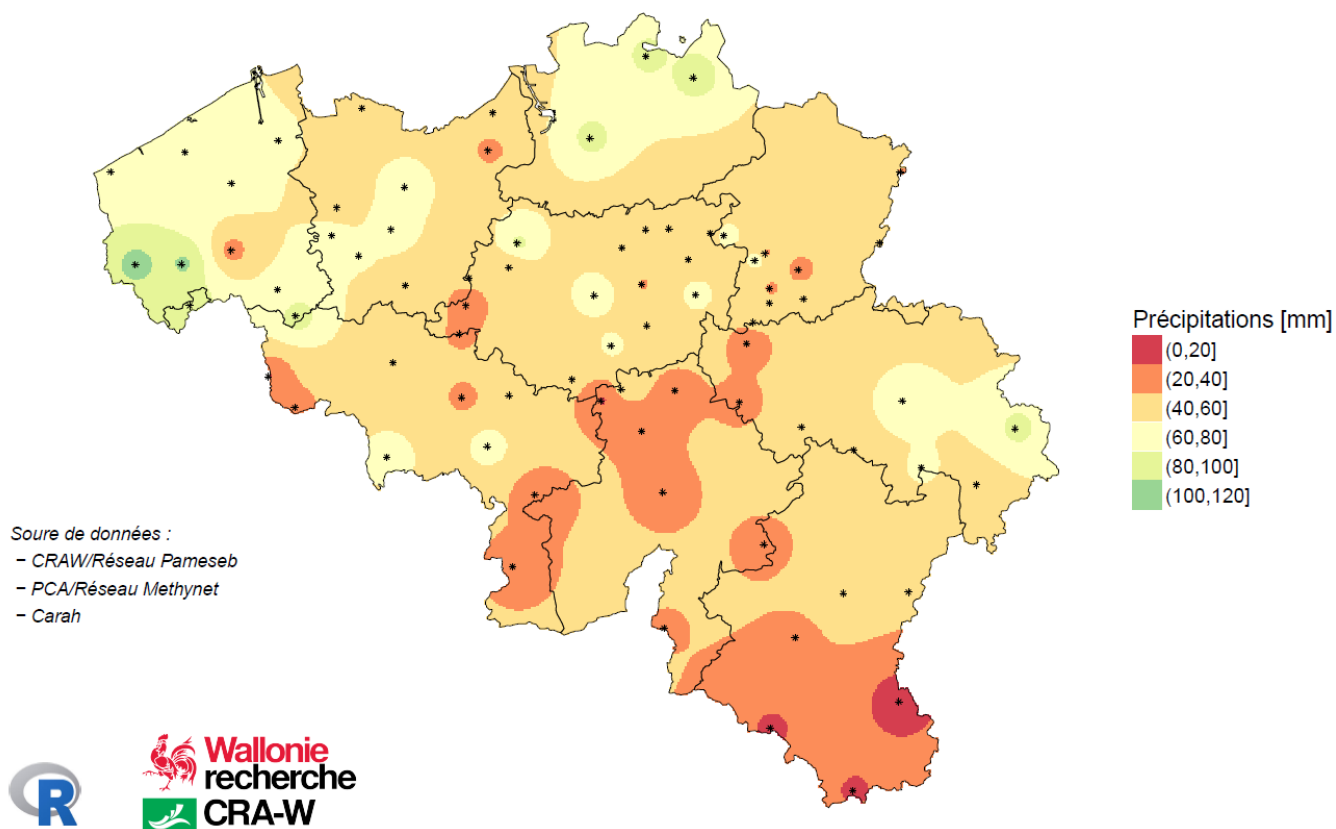 Précipitations [mm]
(0,20]
(20,40]
(40,60]
(60,80]
(80,100]
(100,120]
Soure de données :
− CRAW/Réseau Pameseb
− PCA/Réseau Methynet
− Carah
R
Wallonie
recherche
CRA-W